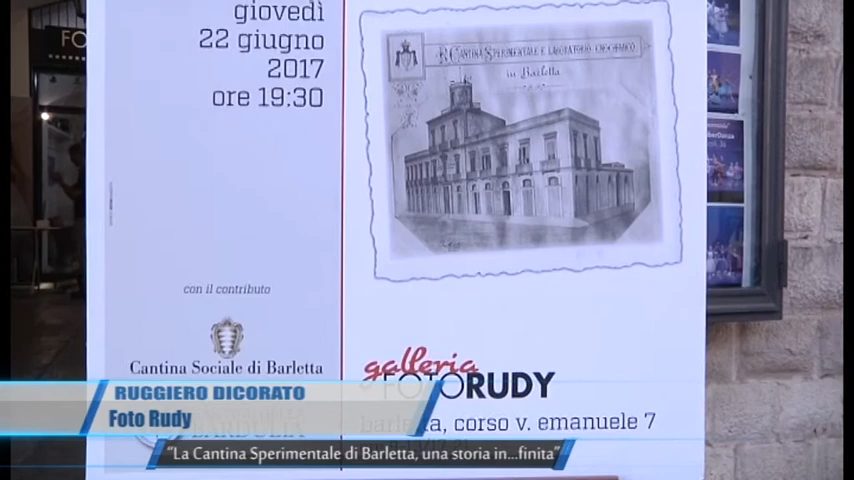 giovedì
22 giugno
2017
ore 19:30
con il contributo
Cantina Sociale di Barletta
R. Cantina Sperimentale e Laboratorio Enochimico
in Barletta
galleria
FOTORUDY
barletta, corso v. emanuele 7
FO
RUGGIERO DICORATO
Foto Rudy
"La Cantina Sperimentale di Barletta, una storia in...finita"